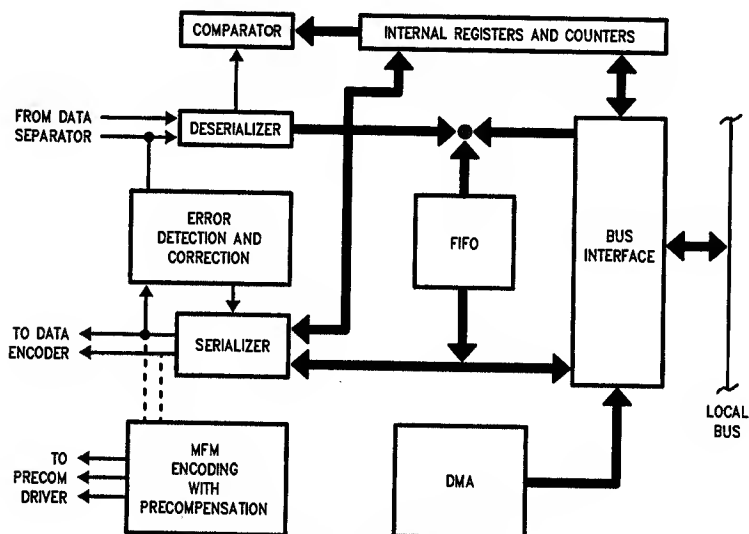 COMPARATOR
INTERNAL REGISTERS AND COUNTERS
FROM DATA
SEPARATOR
DESERIALIZER
ERROR
DETECTION AND
CORRECTION
FIFO
BUS
INTERFACE
TO DATA
ENCODER
SERIALIZER
LOCAL
BUS
TO
PRECOM
DRIVER
MFM
ENCODING
WITH
PRECOMPENSATION
DMA